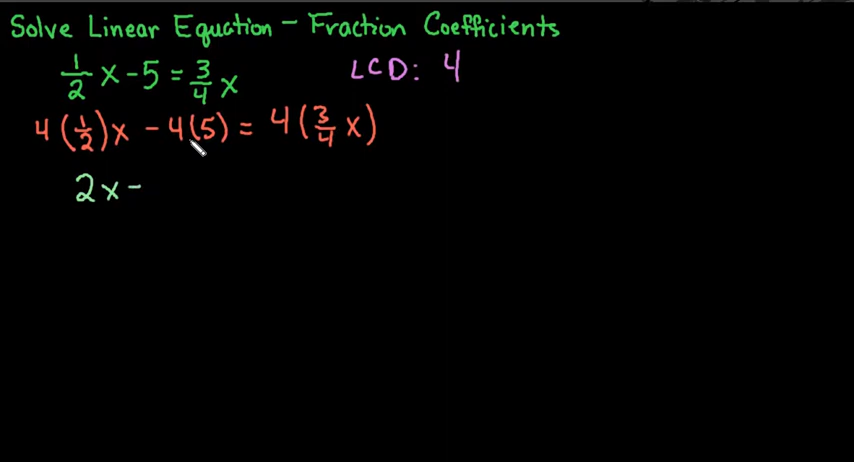 Solve Linear Equation - Fraction Coefficients
1/2 x - 5 = 3/4 x LCD: 4
4(1/2)x - 4(5) = 4(3/4 x)
2x -